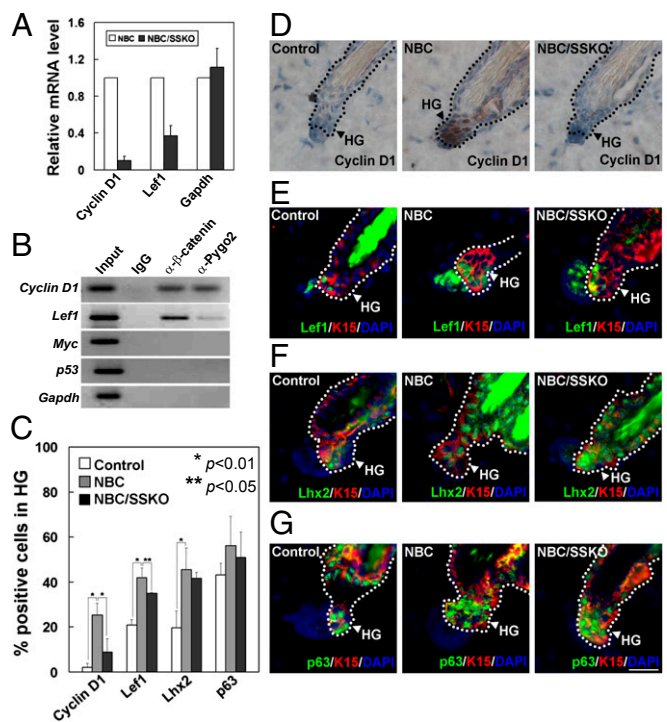 A
Relative mRNA level
1.6
1.2
0.8
0.4
0
NBC NBC/SSKO
Cyclin D1
Lef1
Gapdh
B
Input
IgG
α-β-catenin
α-Pygo2
Cyclin D1
Lef1
Myc
p53
Gapdh
C
% positive cells in HG
100
80
60
40
20
0
Control
NBC
NBC/SSKO
* p<0.01
** p<0.05
* *
* **
*
Cyclin D1
Lef1
Lhx2
p63
D
Control
HG
Cyclin D1
NBC
HG
Cyclin D1
NBC/SSKO
HG
Cyclin D1
E
Control
HG
Lef1/K15/DAPI
NBC
HG
Lef1/K15/DAPI
NBC/SSKO
HG
Lef1/K15/DAPI
F
Control
HG
Lhx2/K15/DAPI
NBC
HG
Lhx2/K15/DAPI
NBC/SSKO
HG
Lhx2/K15/DAPI
G
Control
HG
p63/K15/DAPI
NBC
HG
p63/K15/DAPI
NBC/SSKO
HG
p63/K15/DAPI